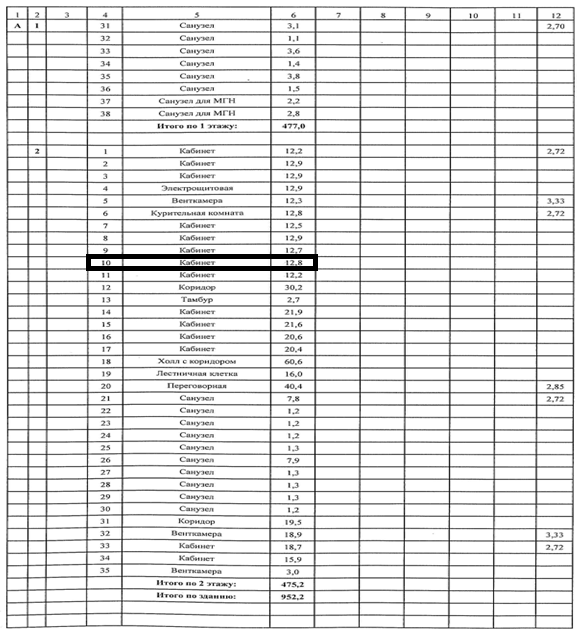 1 2 3 4 5 6 7 8 9 10 11 12
А 1 31 Санузел 3,1 2,70
32 Санузел 1,1
33 Санузел 3,6
34 Санузел 1,4
35 Санузел 3,8
36 Санузел 1,5
37 Санузел для МГН 2,2
38 Санузел для МГН 2,8
Итого по 1 этажу: 477,0
2 1 Кабинет 12,2 2,72
2 Кабинет 12,9
3 Кабинет 12,9
4 Электрощитовая 12,9
5 Венткамера 12,3 3,33
6 Курительная комната 12,8 2,72
7 Кабинет 12,5
8 Кабинет 12,9
9 Кабинет 12,7
10 Кабинет 12,8
11 Кабинет 12,2
12 Коридор 30,2
13 Тамбур 2,7
14 Кабинет 21,9
15 Кабинет 21,6
16 Кабинет 20,6
17 Кабинет 20,4
18 Холл с коридором 60,6
19 Лестничная клетка 16,0
20 Переговорная 40,4 2,85
21 Санузел 7,8 2,72
22 Санузел 1,2
23 Санузел 1,2
24 Санузел 1,2
25 Санузел 1,3
26 Санузел 7,9
27 Санузел 1,3
28 Санузел 1,3
29 Санузел 1,3
30 Санузел 1,2
31 Коридор 19,5
32 Венткамера 18,9 3,33
33 Кабинет 18,7 2,72
34 Кабинет 15,9
35 Венткамера 3,0
Итого по 2 этажу: 475,2
Итого по зданию: 952,2